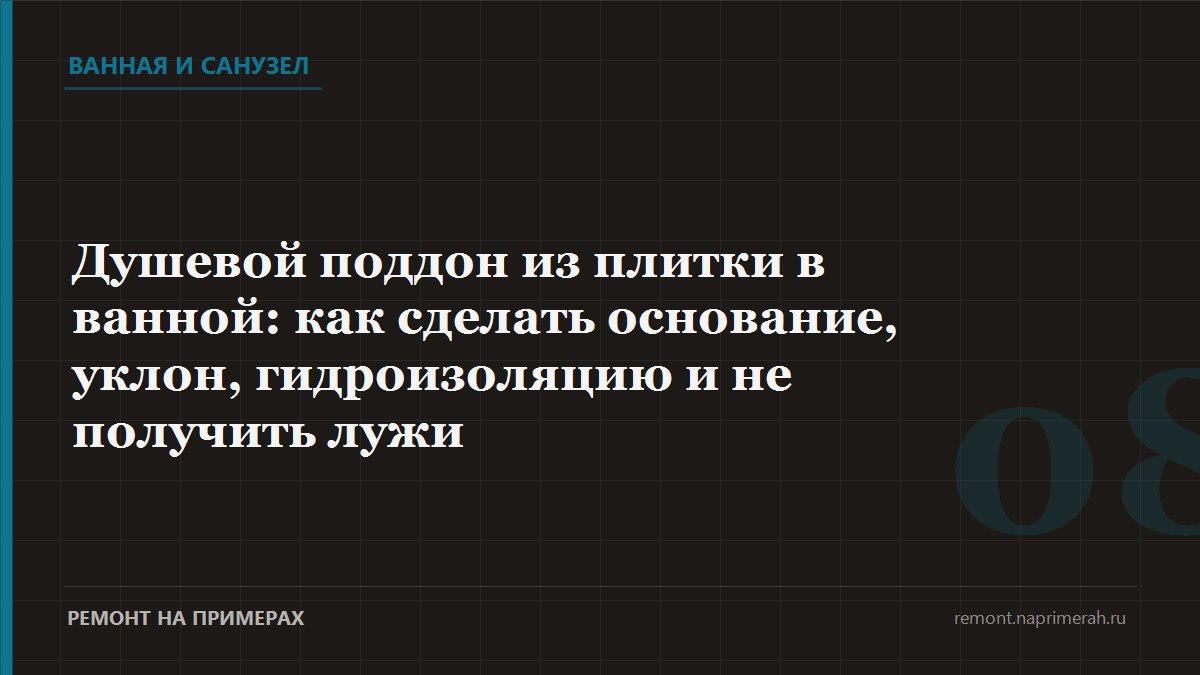 ВАННАЯ И САНУЗЕЛ
Душевой поддон из плитки в
ванной: как сделать основание,
уклон, гидроизоляцию и не
получить лужи
08
РЕМОНТ НА ПРИМЕРАХ
remont.naprimerah.ru